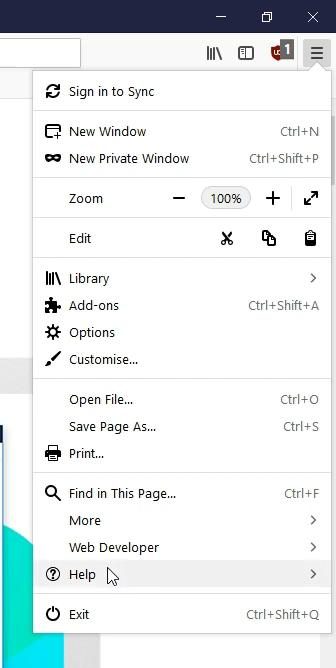 1
Sign in to Sync
New Window Ctrl+N
New Private Window Ctrl+Shift+P
Zoom 100%
Edit
Library
Add-ons Ctrl+Shift+A
Options
Customise...
Open File... Ctrl+O
Save Page As... Ctrl+S
Print...
Find in This Page... Ctrl+F
More
Web Developer
Help
Exit Ctrl+Shift+Q